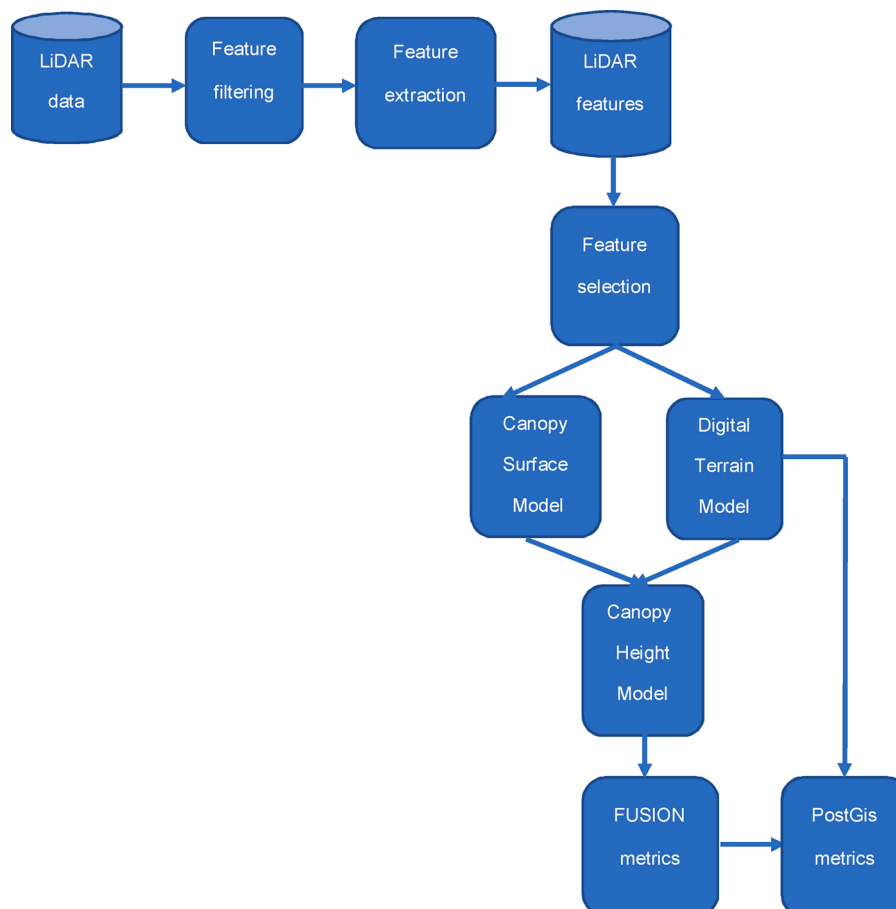 LiDAR
data
Feature
filtering
Feature
extraction
LiDAR
features
Feature
selection
Canopy
Surface
Model
Digital
Terrain
Model
Canopy
Height
Model
FUSION
metrics
PostGis
metrics